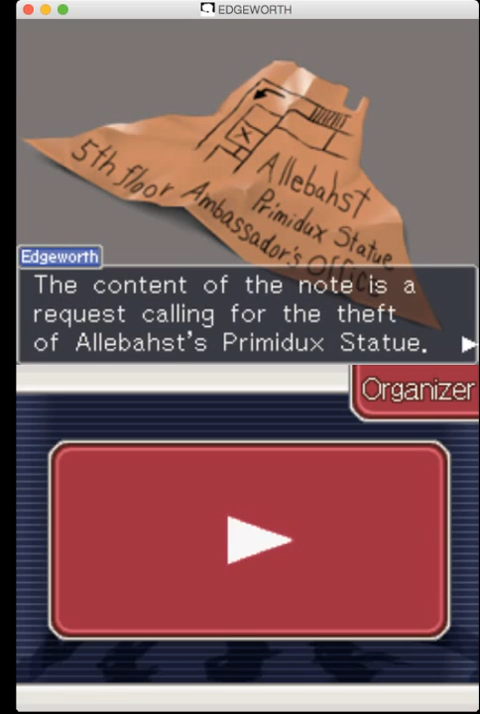 EDGEWORTH
Allebahst
Primidux Statue
5th floor Ambassador's Office
Edgeworth
The content of the note is a
request calling for the theft
of Allebahst's Primidux Statue.
Organizer